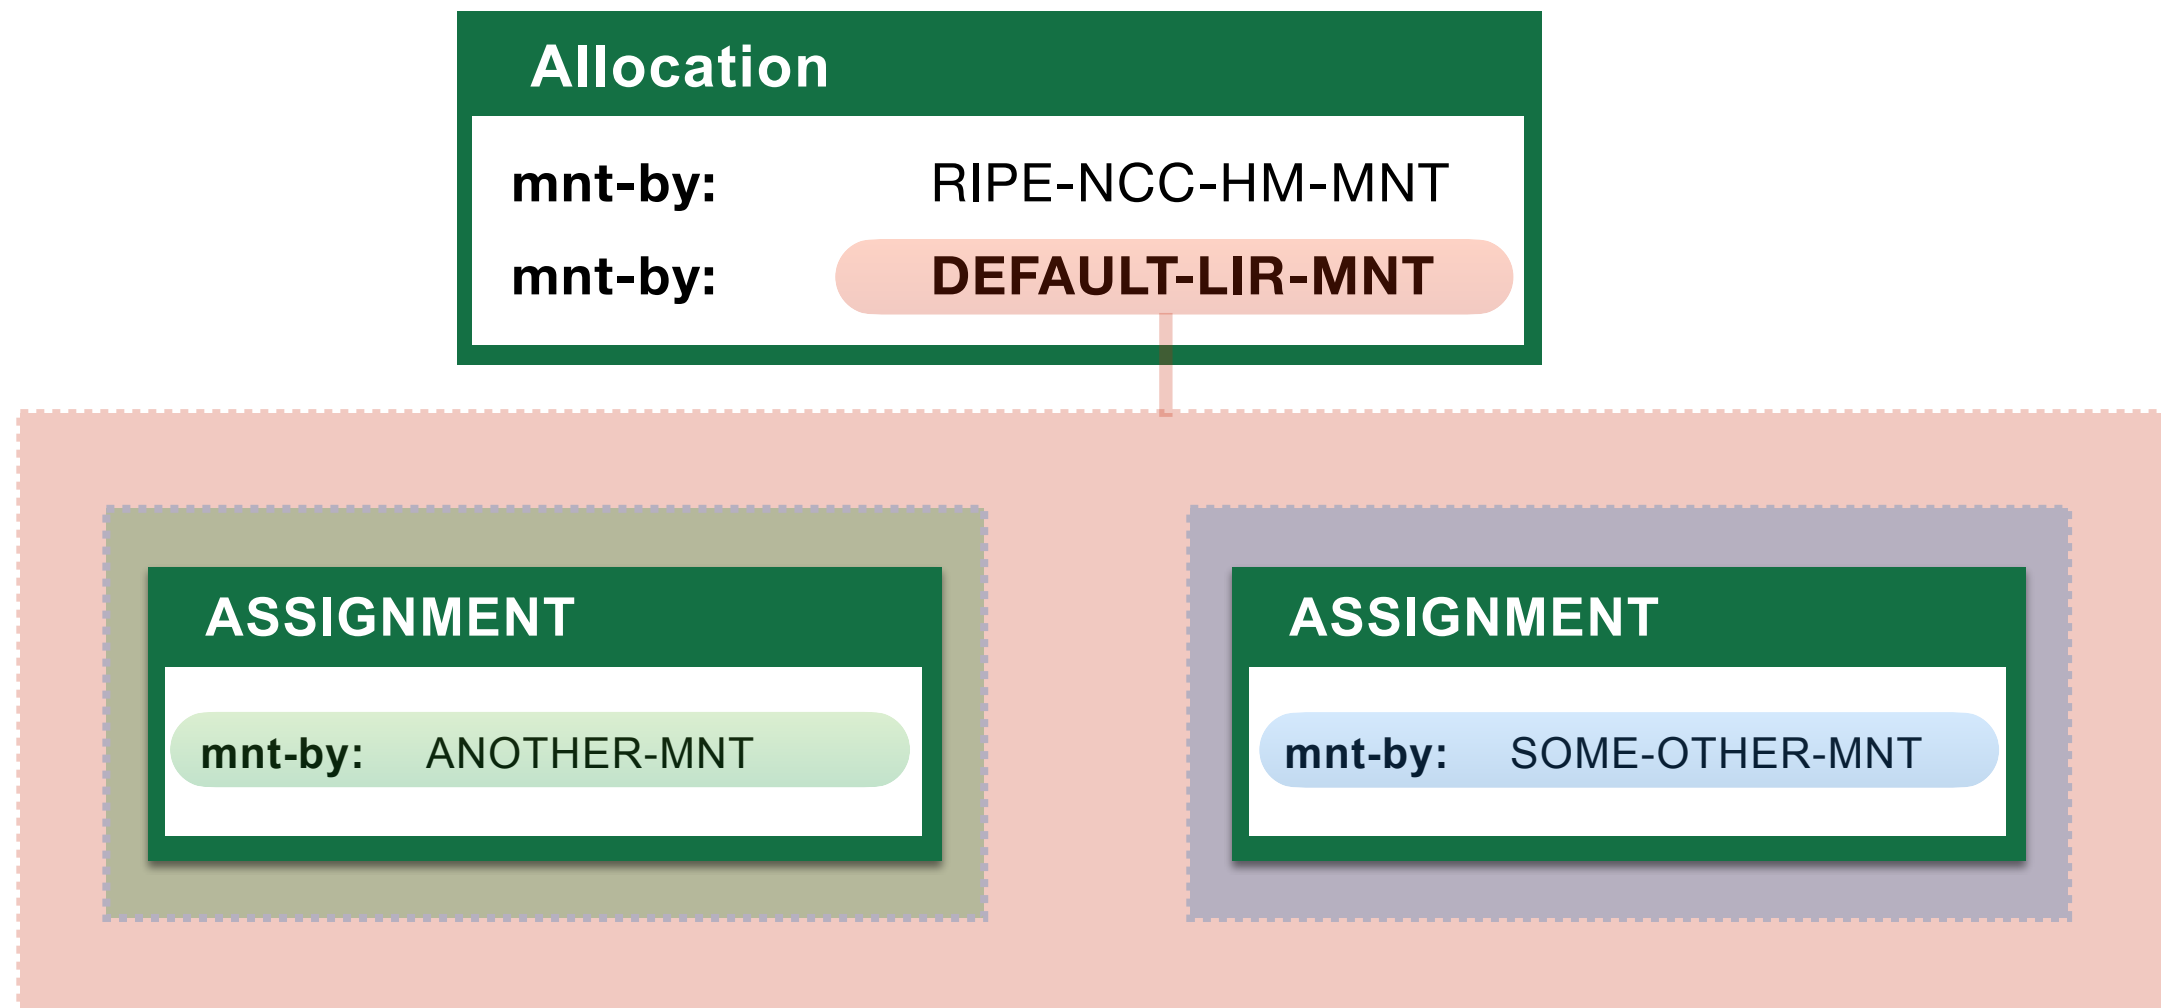 Allocation
mnt-by: RIPE-NCC-HM-MNT
mnt-by: DEFAULT-LIR-MNT
ASSIGNMENT
mnt-by: ANOTHER-MNT
ASSIGNMENT
mnt-by: SOME-OTHER-MNT